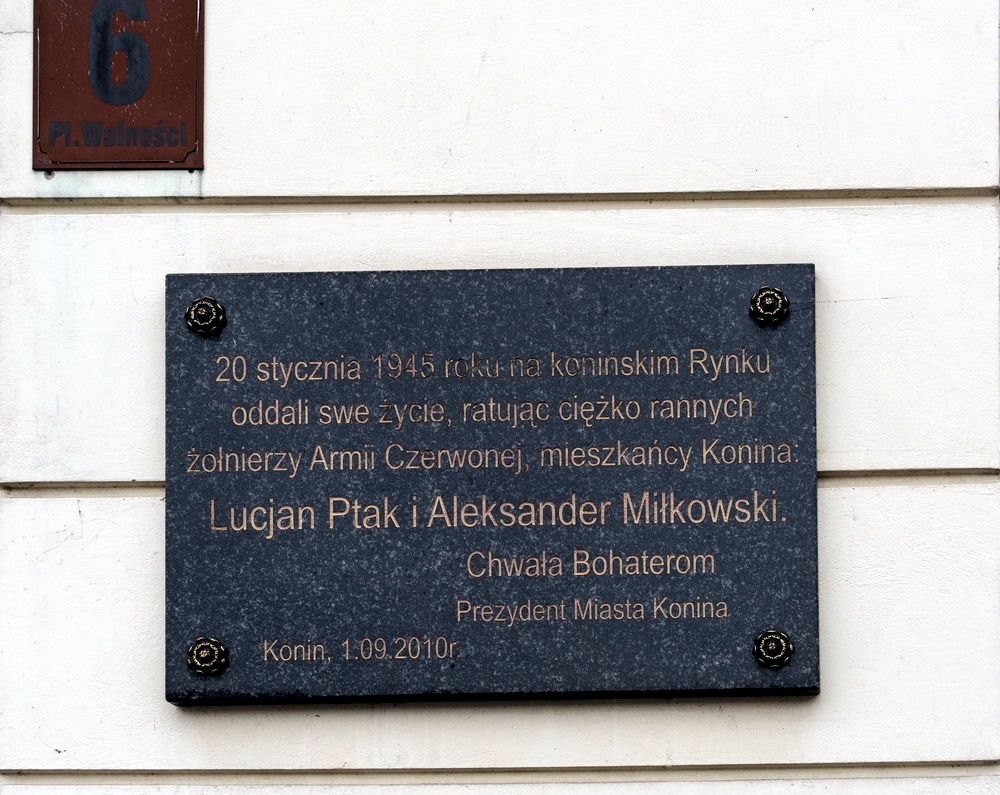 6
Pl. Wolności
20 stycznia 1945 roku na konińskim Rynku
oddali swe życie, ratując ciężko rannych
żołnierzy Armii Czerwonej, mieszkańcy Konina:
Lucjan Ptak i Aleksander Miłkowski.
Chwała Bohaterom
Prezydent Miasta Konina
Konin, 1.09.2010r.